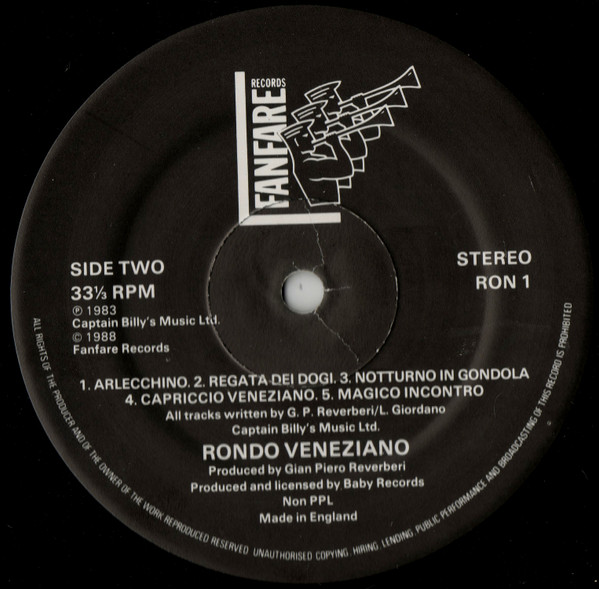 RECORDS
FANFARE
SIDE TWO
33⅓ RPM
℗ 1983
Captain Billy's Music Ltd.
© 1988
Fanfare Records
STEREO
RON 1
1. ARLECCHINO. 2. REGATA DEI DOGI. 3. NOTTURNO IN GONDOLA
4. CAPRICCIO VENEZIANO. 5. MAGICO INCONTRO
All tracks written by G. P. Reverberi/L. Giordano
Captain Billy's Music Ltd.
RONDO VENEZIANO
Produced by Gian Piero Reverberi
Produced and licensed by Baby Records
Non PPL
Made in England
ALL RIGHTS OF THE PRODUCER AND OF THE OWNER OF THE WORK REPRODUCED RESERVED. UNAUTHORISED COPYING, HIRING, LENDING, PUBLIC PERFORMANCE AND BROADCASTING OF THIS RECORD IS PROHIBITED